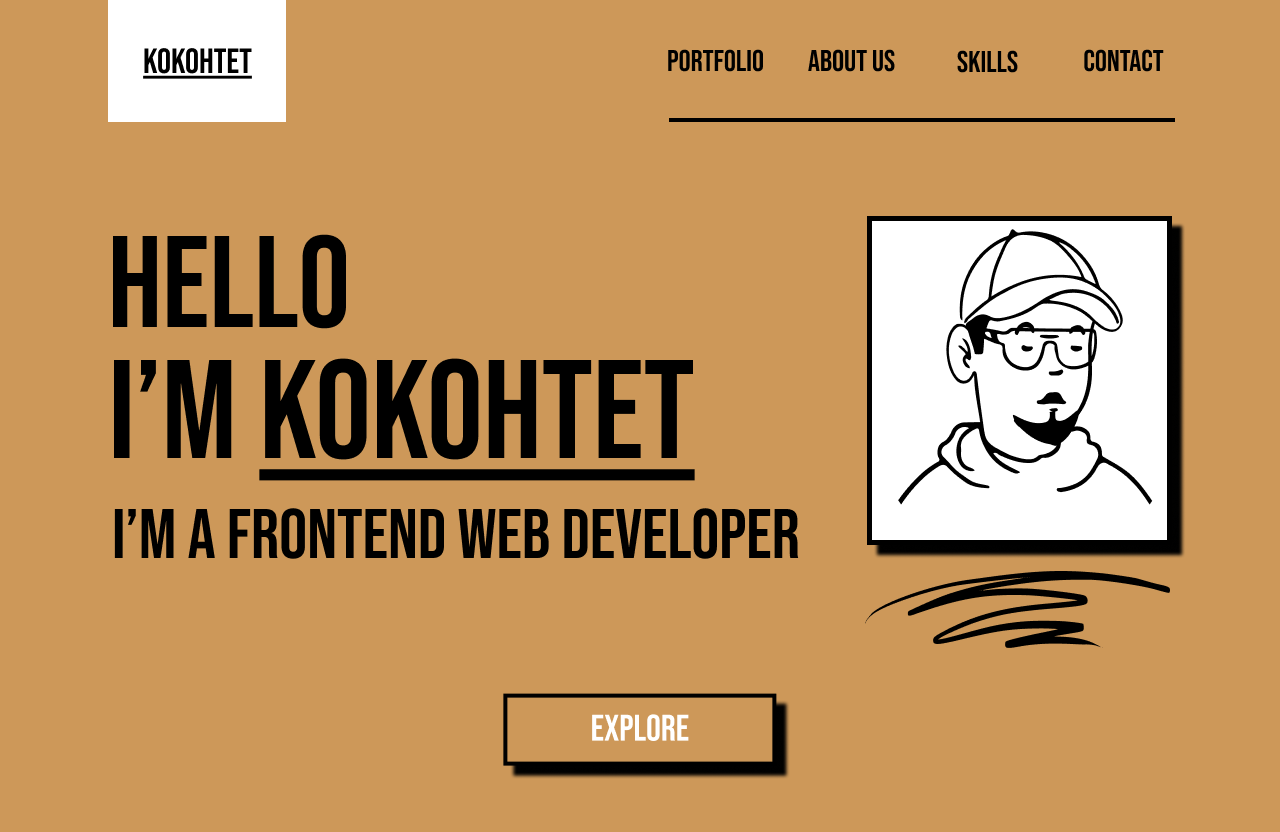 KOKOHTET
PORTFOLIO ABOUT US SKILLS CONTACT
HELLO
I’M KOKOHTET
I’M A FRONTEND WEB DEVELOPER
EXPLORE